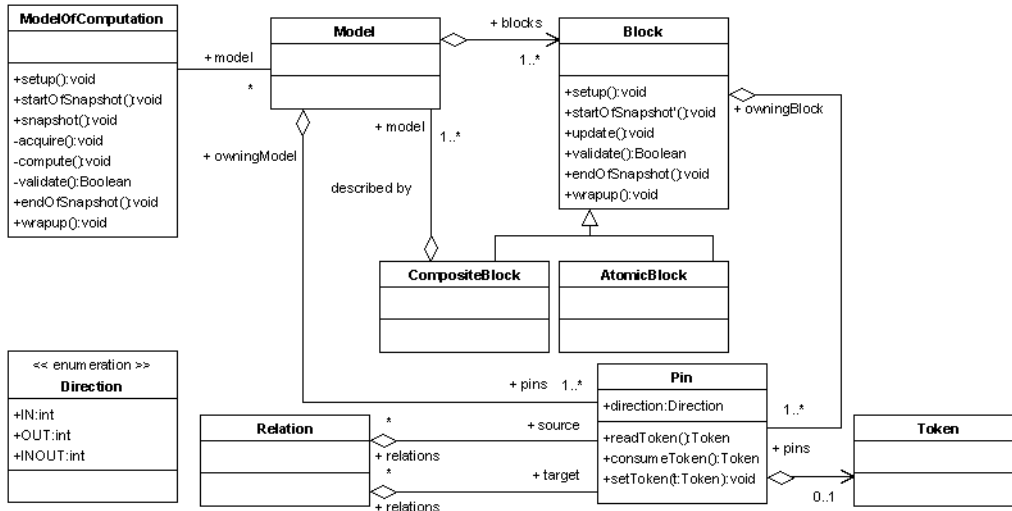 ModelOfComputation
+setup():void
+startOfSnapshot():void
+snapshot():void
-acquire():void
-compute():void
-validate():Boolean
+endOfSnapshot():void
+wrapup():void
+ model
*
Model
+ blocks
1..*
Block
+setup():void
+startOfSnapshot'():void
+update():void
+validate():Boolean
+endOfSnapshot():void
+wrapup():void
+ owningBlock
+ model
1..*
+ owningModel
described by
CompositeBlock
AtomicBlock
<< enumeration >>
Direction
+IN:int
+OUT:int
+INOUT:int
+ pins
1..*
Pin
+direction:Direction
+readToken():Token
+consumeToken():Token
+setToken(t:Token):void
1..*
+ pins
Relation
*
+ relations
+ source
*
+ relations
+ target
0..1
Token